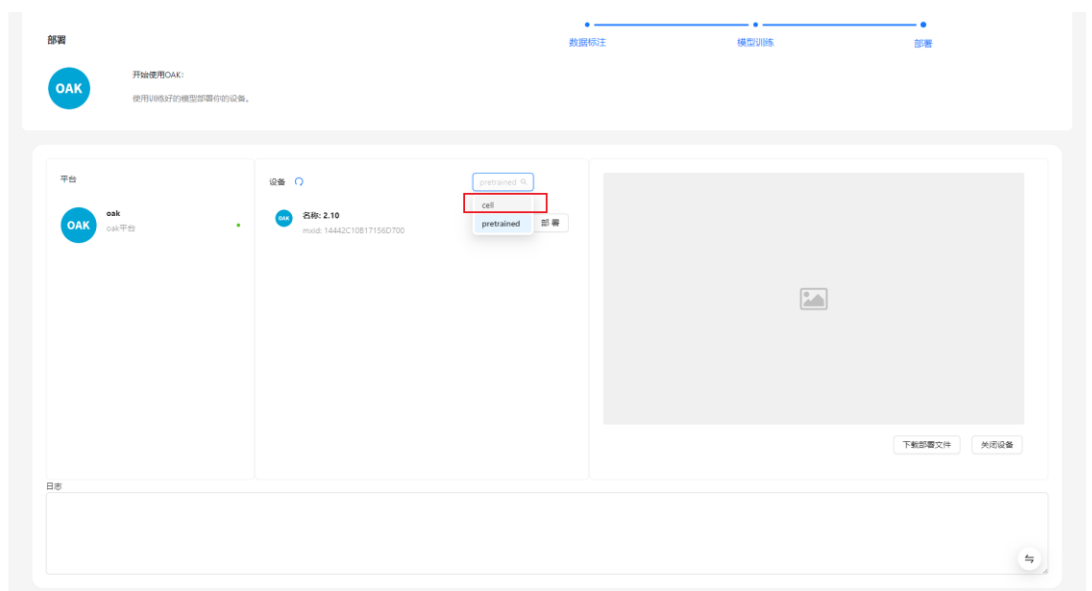 部署
数据标注
模型训练
部署
OAK
开始使用OAK:
使用训练好的模型部署你的设备。
平台
OAK
oak
oak平台
设备
pretrained
OAK
名称: 2.10
mxid: 14442C10B17156D700
cell
pretrained
部 署
下载部署文件
关闭设备
日志